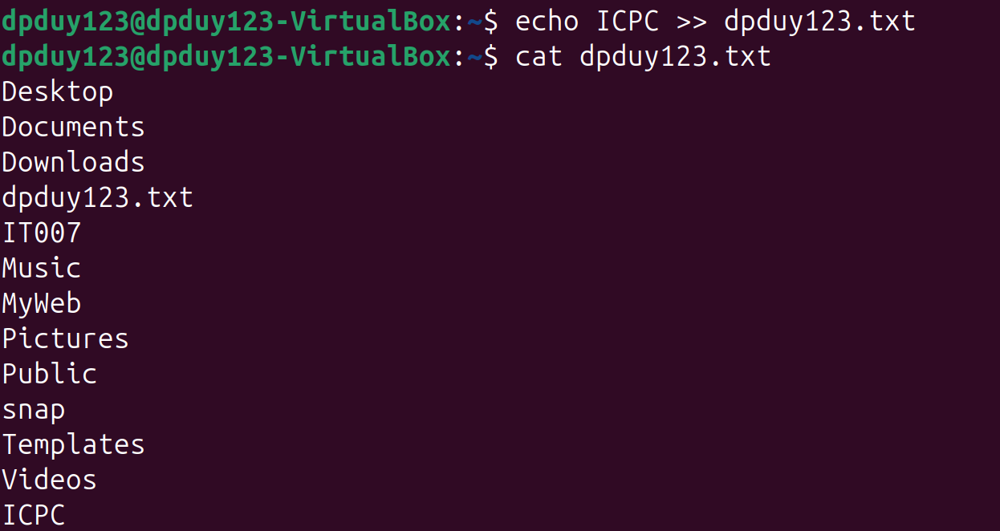 dpduy123@dpduy123-VirtualBox:~$ echo ICPC >> dpduy123.txt
dpduy123@dpduy123-VirtualBox:~$ cat dpduy123.txt
Desktop
Documents
Downloads
dpduy123.txt
IT007
Music
MyWeb
Pictures
Public
snap
Templates
Videos
ICPC